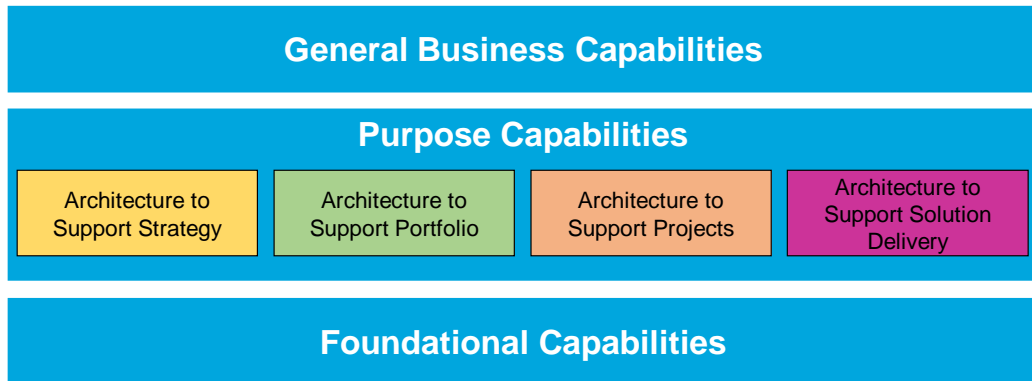 General Business Capabilities
Purpose Capabilities
Architecture to
Support Strategy
Architecture to
Support Portfolio
Architecture to
Support Projects
Architecture to
Support Solution
Delivery
Foundational Capabilities